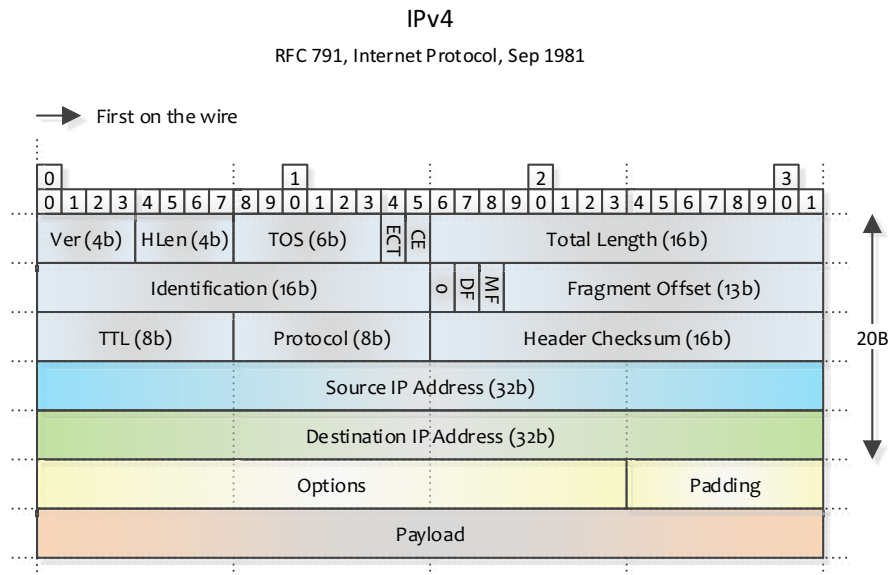 IPv4
RFC 791, Internet Protocol, Sep 1981
First on the wire
0 1 2 3
0 1 2 3 4 5 6 7 8 9 0 1 2 3 4 5 6 7 8 9 0 1 2 3 4 5 6 7 8 9 0 1
Ver (4b) HLen (4b) TOS (6b) ECT CE Total Length (16b)
Identification (16b) 0 DF MF Fragment Offset (13b)
TTL (8b) Protocol (8b) Header Checksum (16b)
20B
Source IP Address (32b)
Destination IP Address (32b)
Options Padding
Payload